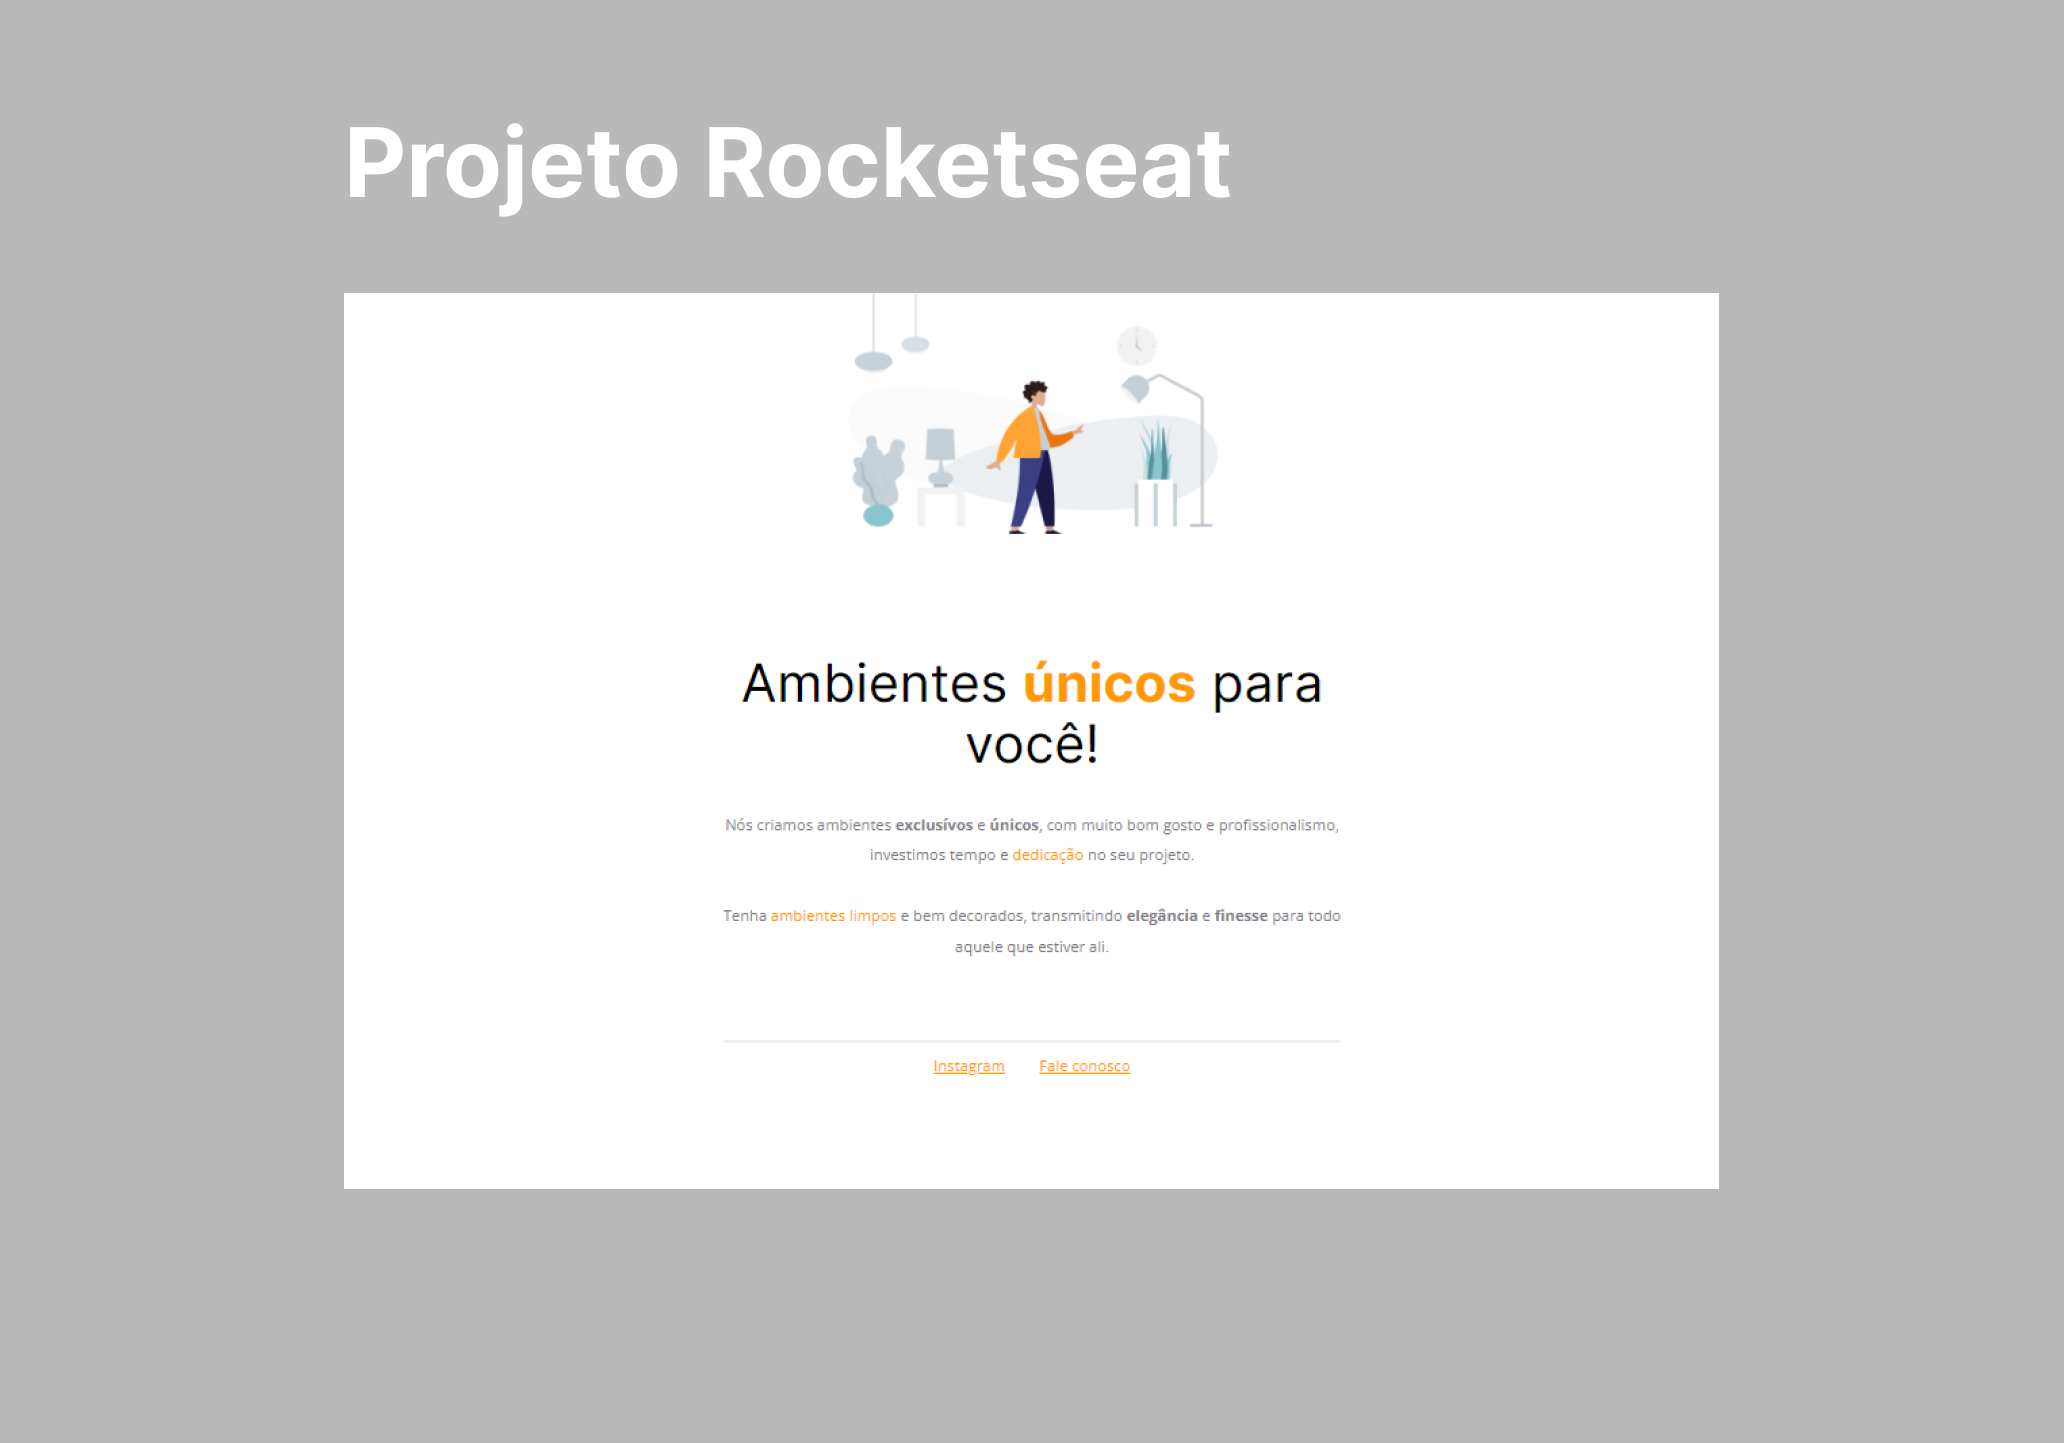 Projeto Rocketseat
Ambientes únicos para
você!
Nós criamos ambientes exclusívos e únicos, com muito bom gosto e profissionalismo,
investimos tempo e dedicação no seu projeto.
Tenha ambientes limpos e bem decorados, transmitindo elegância e finesse para todo
aquele que estiver ali.
Instagram Fale conosco